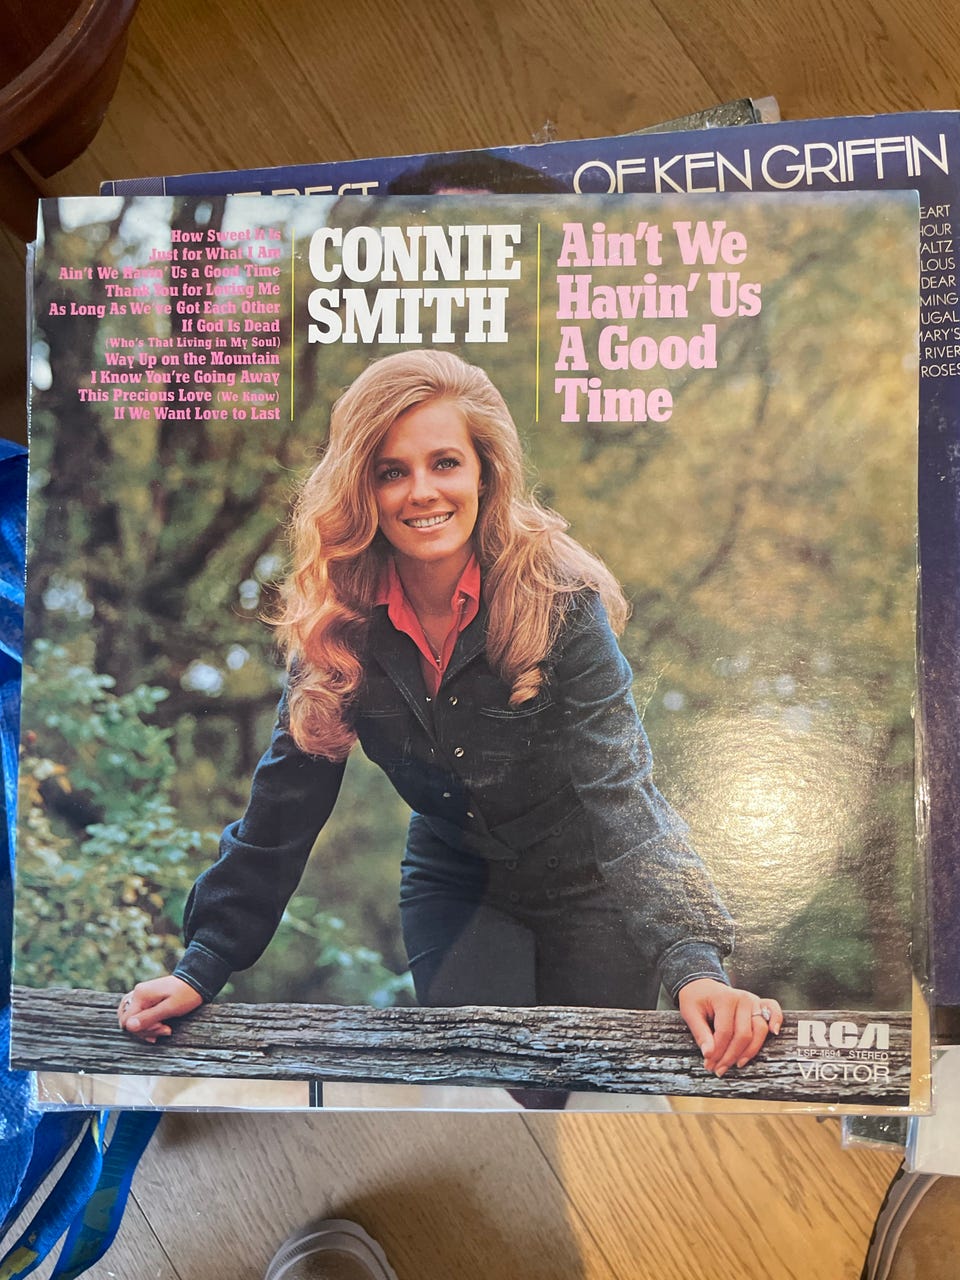 BEST
OF KEN GRIFFIN
EART
HOUR
ALTZ
LOUS
DEAR
MING
UGAL
MARY'S
RIVER
ROSES
How Sweet It Is
Just for What I Am
Ain't We Havin' Us a Good Time
Thank You for Loving Me
As Long As We've Got Each Other
If God Is Dead
(Who's That Living in My Soul)
Way Up on the Mountain
I Know You're Going Away
This Precious Love (We Know)
If We Want Love to Last
CONNIE
SMITH
Ain't We
Havin' Us
A Good
Time
RCA
LSP-4694 STEREO
VICTOR